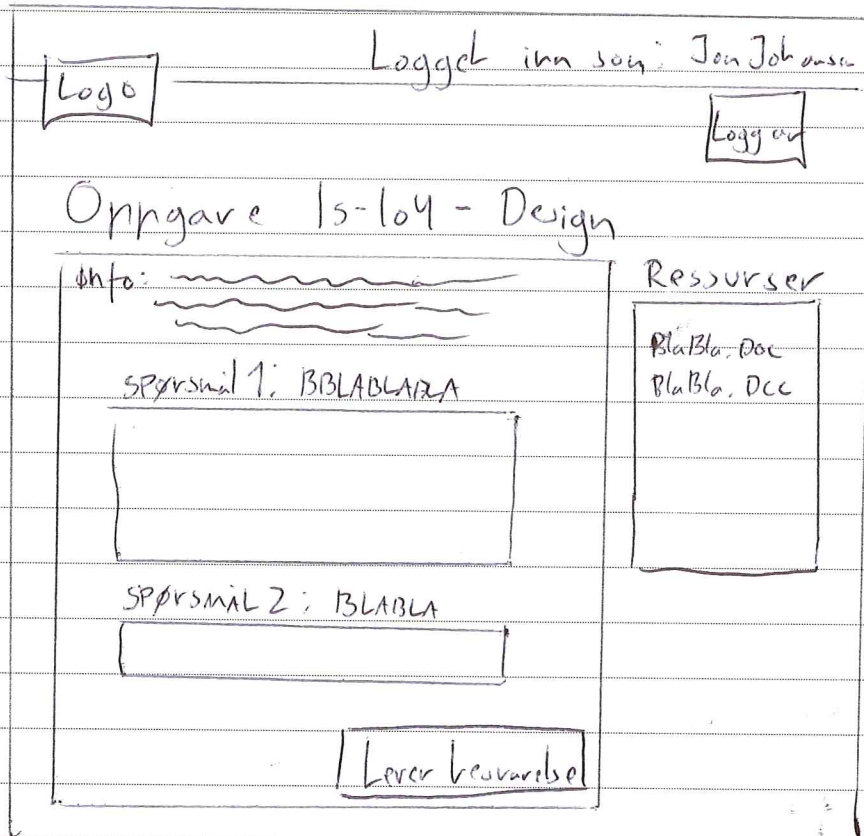 Logget inn som: Jon Johansen
Logo
Logg av
Oppgave Is-104 - Design
Info:
Ressurser
BlaBla. Doc
BlaBla. Doc
spørsmål 1: BBLABLABLA
SPØrSMÅL 2: BLABLA
Lever besvarelse